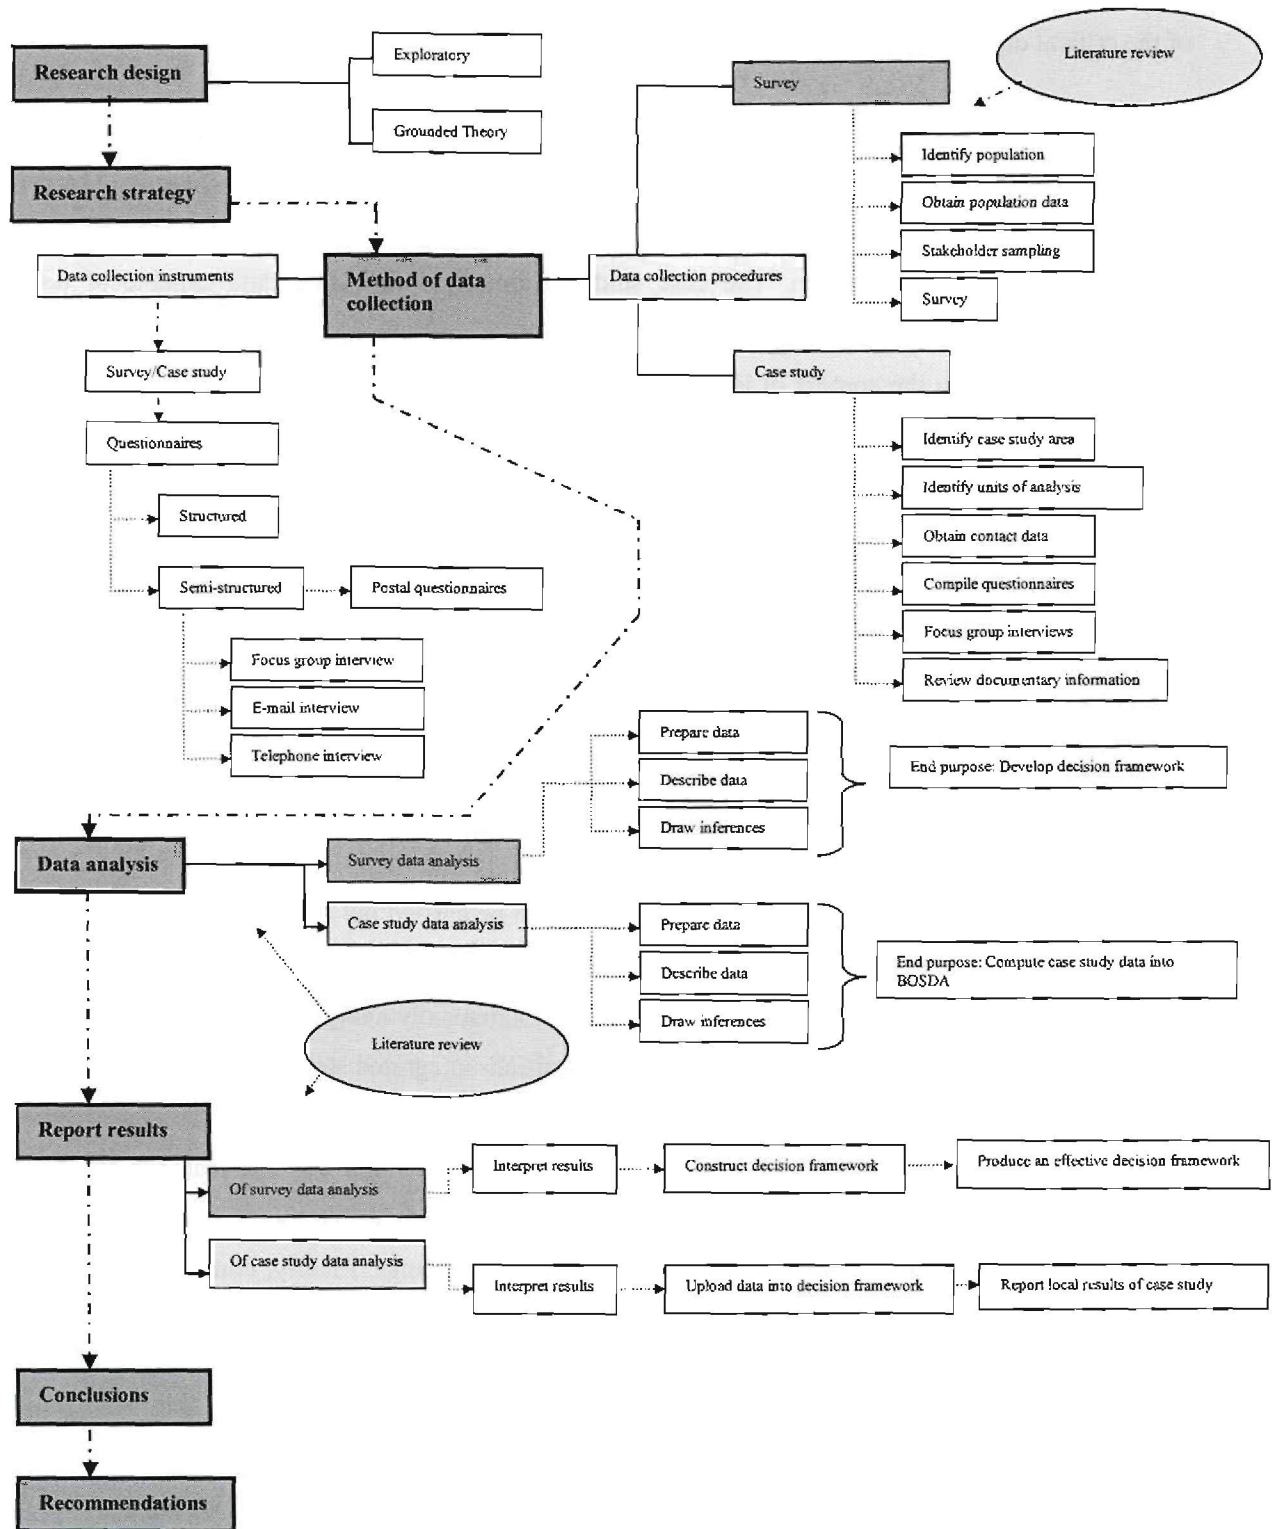 Research design
Exploratory
Grounded Theory
Research strategy
Literature review
Survey
Identify population
Obtain population data
Stakeholder sampling
Survey
Data collection instruments
Method of data
collection
Data collection procedures
Survey/Case study
Questionnaires
Structured
Semi-structured
Postal questionnaires
Focus group interview
E-mail interview
Telephone interview
Case study
Identify case study area
Identify units of analysis
Obtain contact data
Compile questionnaires
Focus group interviews
Review documentary information
Data analysis
Survey data analysis
Prepare data
Describe data
Draw inferences
End purpose: Develop decision framework
Case study data analysis
Prepare data
Describe data
Draw inferences
End purpose: Compute case study data into
BOSDA
Literature review
Report results
Of survey data analysis
Interpret results
Construct decision framework
Produce an effective decision framework
Of case study data analysis
Interpret results
Upload data into decision framework
Report local results of case study
Conclusions
Recommendations